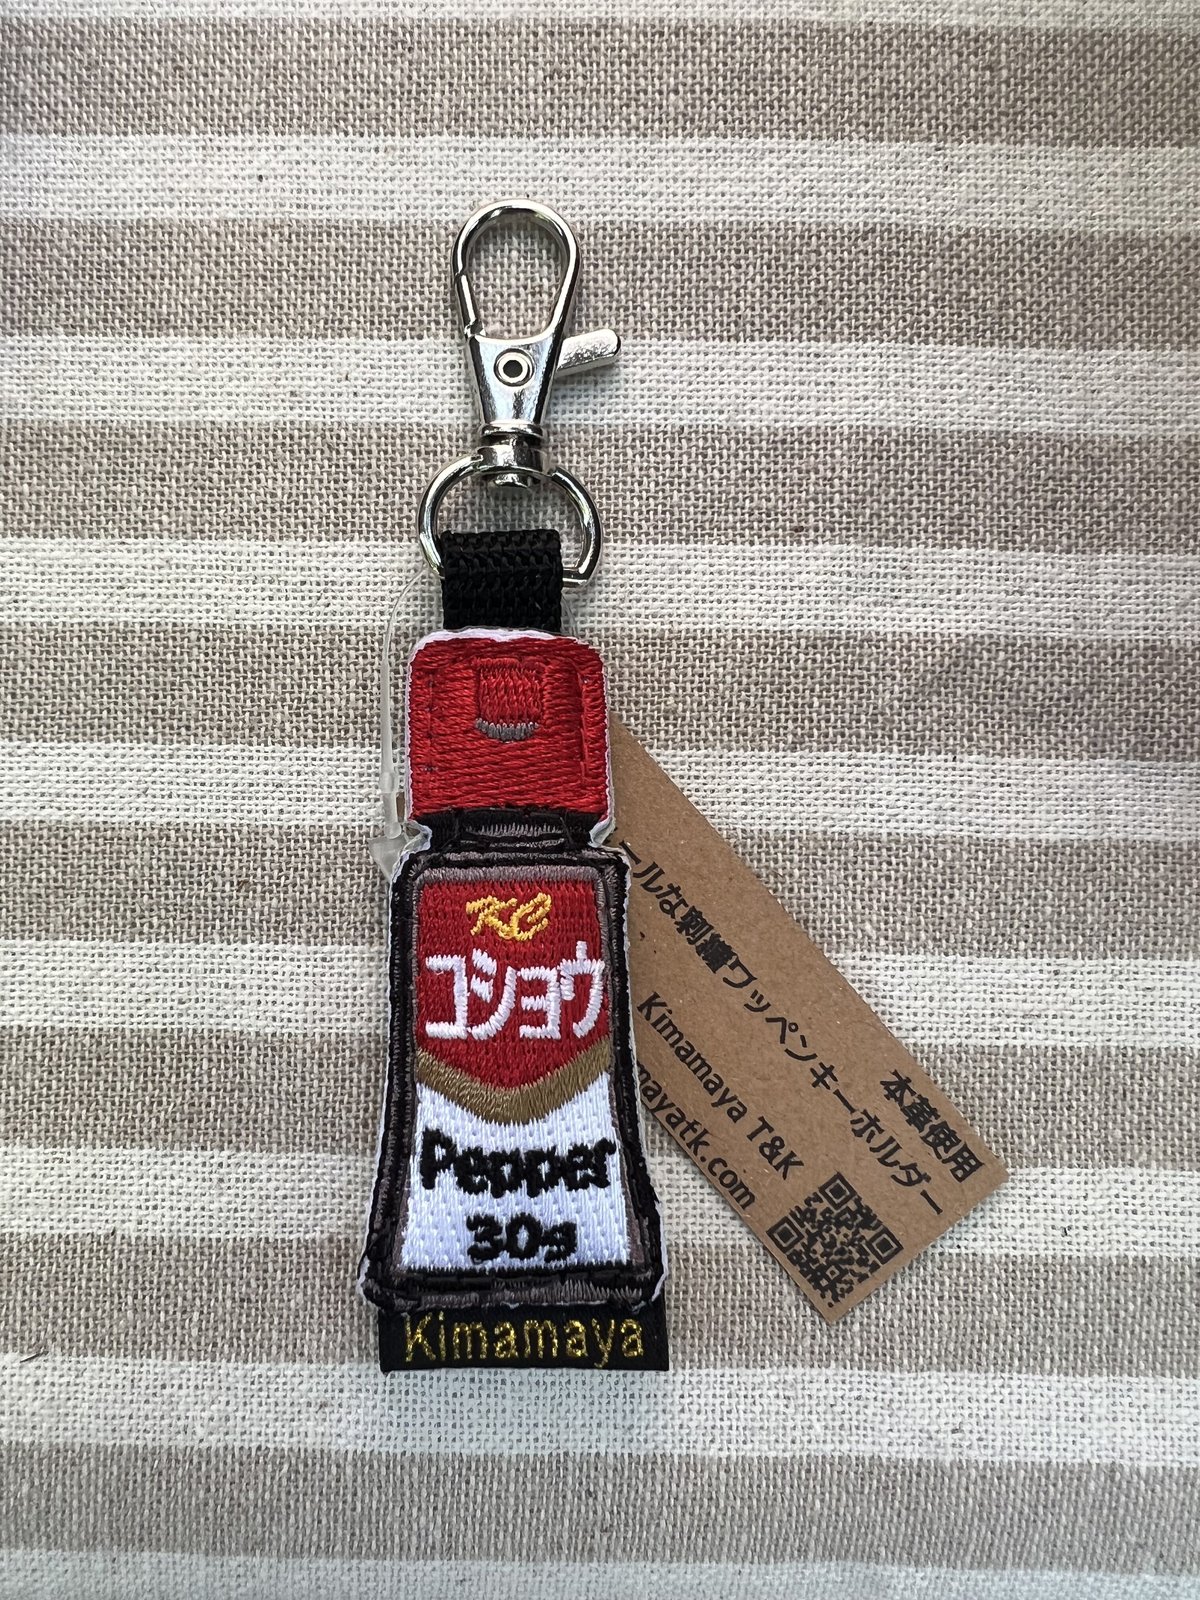 KC
コショウ
Pepper
30g
Kimamaya
本革使用
ールな刺繍ワッペンキーホルダー
Kimamaya T&K
mayatk.com